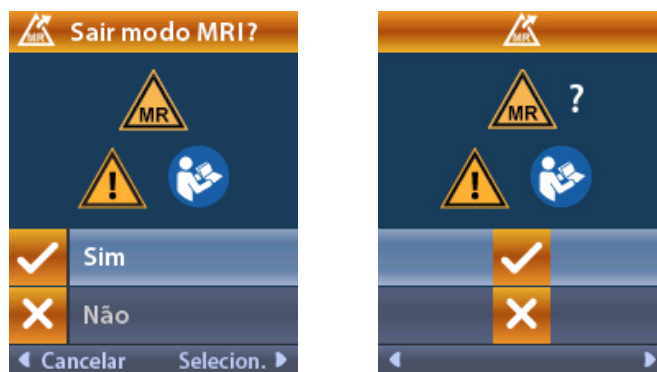 MR Sair modo MRI?
MR
Sim
Não
Cancelar Selecion.
MR
MR ?